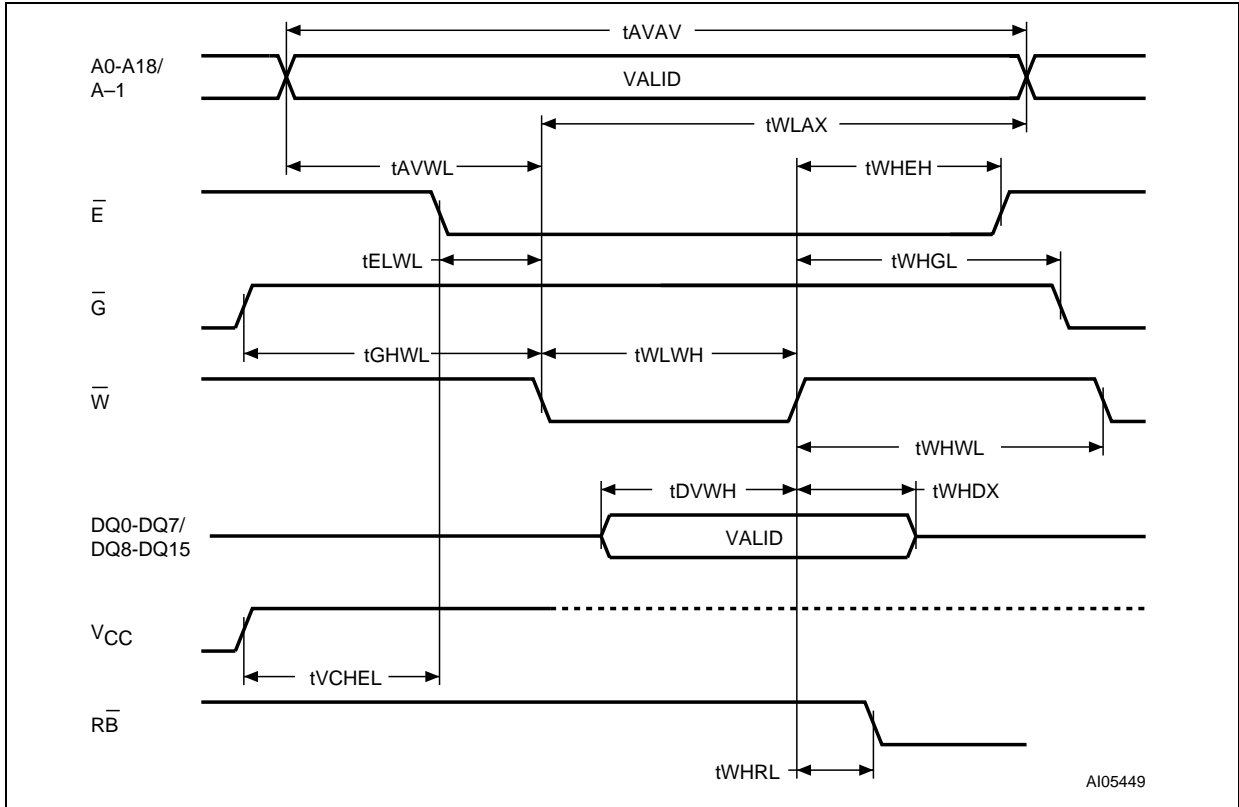 tAVAV
A0-A18/
A–1
VALID
tWLAX
tAVWL
tWHEH
E̅
tELWL
tWHGL
G̅
tGHWL
tWLWH
W̅
tWHWL
tDVWH
tWHDX
DQ0-DQ7/
DQ8-DQ15
VALID
VCC
tVCHEL
RB̅
tWHRL
AI05449